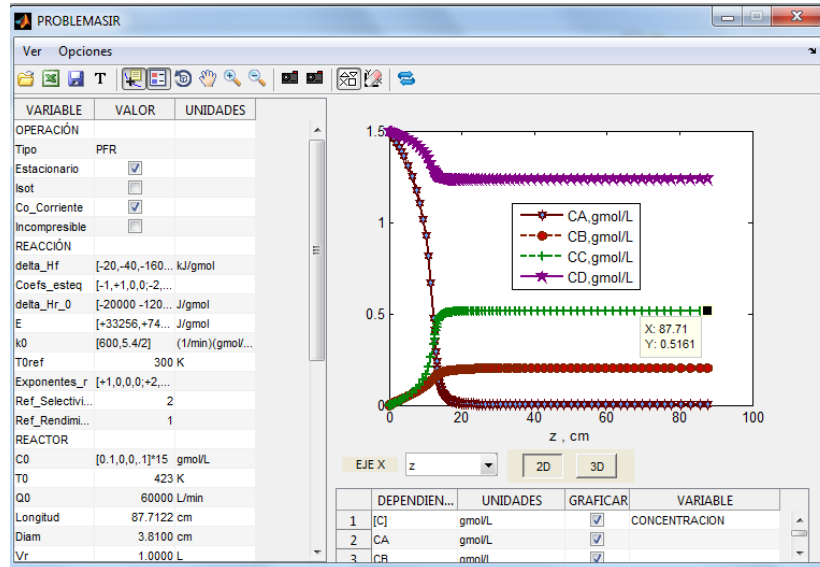 PROBLEMASIR
Ver Opciones
T
VARIABLE VALOR UNIDADES
OPERACIÓN
Tipo PFR
Estacionario
Isot
Co_Corriente
Incompresible
REACCIÓN
delta_Hf [-20,-40,-160... kJ/gmol
Coefs_esteq [-1,+1,0,0;-2,...
delta_Hr_0 [-20000 -120... J/gmol
E [+33256,+74... J/gmol
k0 [600,5.4/2] (1/min)(gmol/...
T0ref 300 K
Exponentes_r [+1,0,0,0;+2,...
Ref_Selectivi... 2
Ref_Rendimi... 1
REACTOR
C0 [0.1,0,0,.1]*15 gmol/L
T0 423 K
Q0 60000 L/min
Longitud 87.7122 cm
Diam 3.8100 cm
Vr 1.0000 L
1.5
1
0.5
0
0 20 40 60 80 100
z , cm
CA,gmol/L
CB,gmol/L
CC,gmol/L
CD,gmol/L
X: 87.71
Y: 0.5161
EJE X z 2D 3D
DEPENDIEN... UNIDADES GRAFICAR VARIABLE
1 [C] gmol/L CONCENTRACION
2 CA gmol/L
3 CB gmol/L